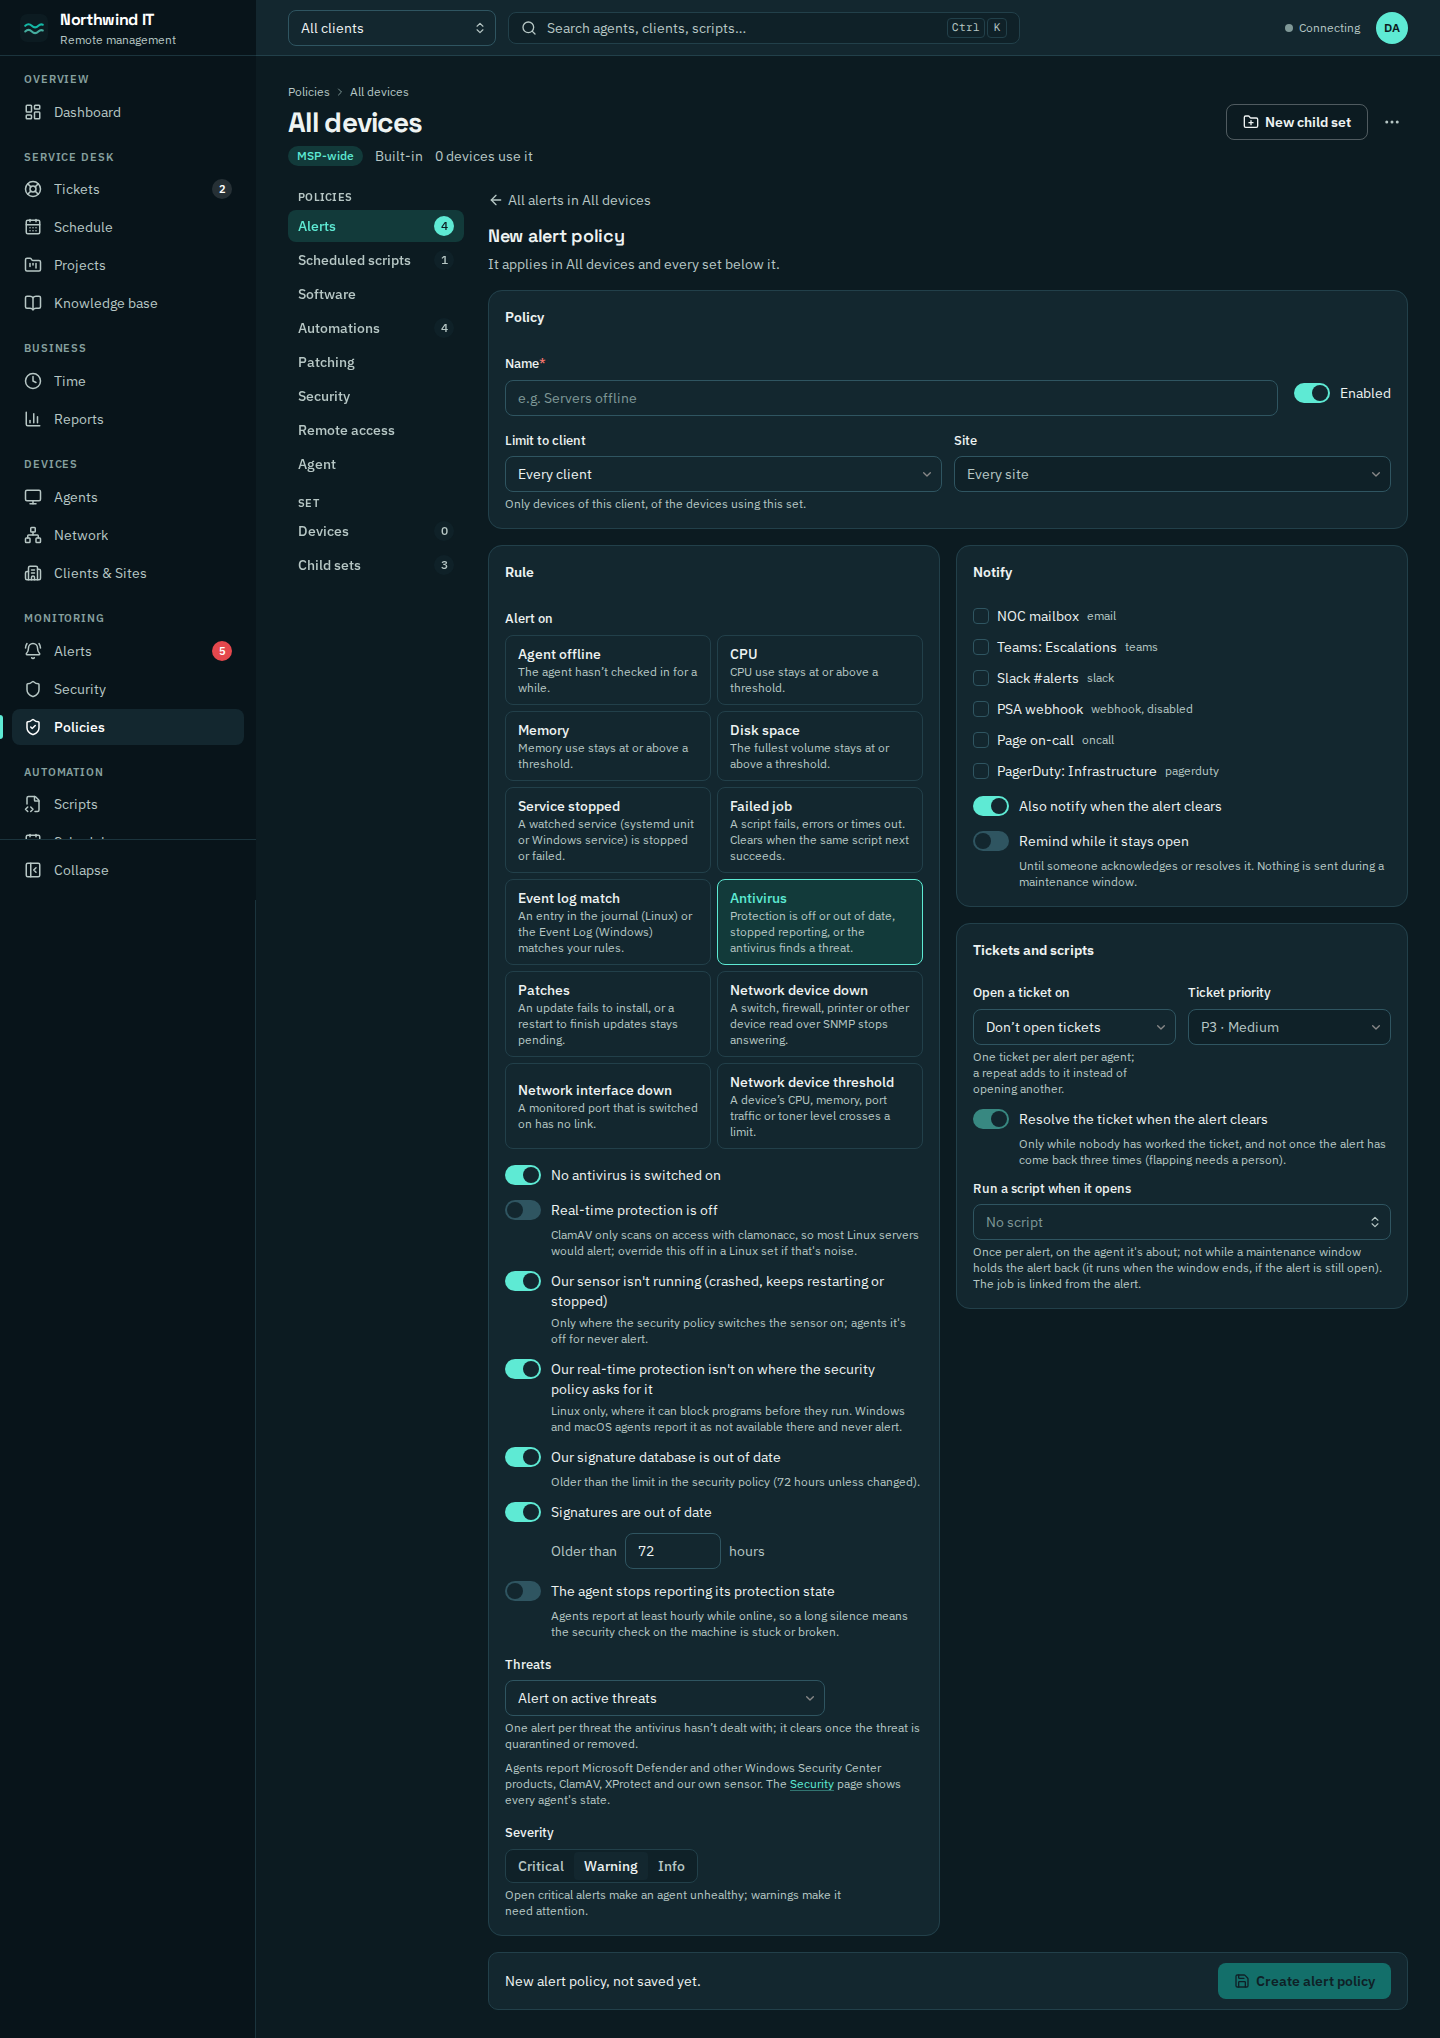 Northwind IT
Remote management
All clients
Search agents, clients, scripts...
Ctrl K
Connecting
DA
OVERVIEW
Dashboard
SERVICE DESK
Tickets 2
Schedule
Projects
Knowledge base
BUSINESS
Time
Reports
DEVICES
Agents
Network
Clients & Sites
MONITORING
Alerts 5
Security
Policies
AUTOMATION
Scripts
Collapse
Policies > All devices
All devices
MSP-wide Built-in 0 devices use it
New child set
POLICIES
Alerts 4
Scheduled scripts 1
Software
Automations 4
Patching
Security
Remote access
Agent
SET
Devices 0
Child sets 3
All alerts in All devices
New alert policy
It applies in All devices and every set below it.
Policy
Name*
e.g. Servers offline
Enabled
Limit to client
Every client
Only devices of this client, of the devices using this set.
Site
Every site
Rule
Alert on
Agent offline
The agent hasn’t checked in for a
while.
CPU
CPU use stays at or above a
threshold.
Memory
Memory use stays at or above a
threshold.
Disk space
The fullest volume stays at or
above a threshold.
Service stopped
A watched service (systemd unit
or Windows service) is stopped
or failed.
Failed job
A script fails, errors or times out.
Clears when the same script next
succeeds.
Event log match
An entry in the journal (Linux) or
the Event Log (Windows)
matches your rules.
Antivirus
Protection is off or out of date,
stopped reporting, or the
antivirus finds a threat.
Patches
An update fails to install, or a
restart to finish updates stays
pending.
Network device down
A switch, firewall, printer or other
device read over SNMP stops
answering.
Network interface down
A monitored port that is switched
on has no link.
Network device threshold
A device’s CPU, memory, port
traffic or toner level crosses a
limit.
No antivirus is switched on
Real-time protection is off
ClamAV only scans on access with clamonacc, so most Linux servers
would alert; override this off in a Linux set if that's noise.
Our sensor isn't running (crashed, keeps restarting or
stopped)
Only where the security policy switches the sensor on; agents it's
off for never alert.
Our real-time protection isn't on where the security
policy asks for it
Linux only, where it can block programs before they run. Windows
and macOS agents report it as not available there and never alert.
Our signature database is out of date
Older than the limit in the security policy (72 hours unless changed).
Signatures are out of date
Older than 72 hours
The agent stops reporting its protection state
Agents report at least hourly while online, so a long silence means
the security check on the machine is stuck or broken.
Threats
Alert on active threats
One alert per threat the antivirus hasn’t dealt with; it clears once the threat is
quarantined or removed.
Agents report Microsoft Defender and other Windows Security Center
products, ClamAV, XProtect and our own sensor. The Security page shows
every agent's state.
Severity
Critical Warning Info
Open critical alerts make an agent unhealthy; warnings make it
need attention.
Notify
NOC mailbox email
Teams: Escalations teams
Slack #alerts slack
PSA webhook webhook, disabled
Page on-call oncall
PagerDuty: Infrastructure pagerduty
Also notify when the alert clears
Remind while it stays open
Until someone acknowledges or resolves it. Nothing is sent during a
maintenance window.
Tickets and scripts
Open a ticket on
Don’t open tickets
One ticket per alert per agent;
a repeat adds to it instead of
opening another.
Ticket priority
P3 · Medium
Resolve the ticket when the alert clears
Only while nobody has worked the ticket, and not once the alert has
come back three times (flapping needs a person).
Run a script when it opens
No script
Once per alert, on the agent it's about; not while a maintenance window
holds the alert back (it runs when the window ends, if the alert is still open).
The job is linked from the alert.
New alert policy, not saved yet.
Create alert policy